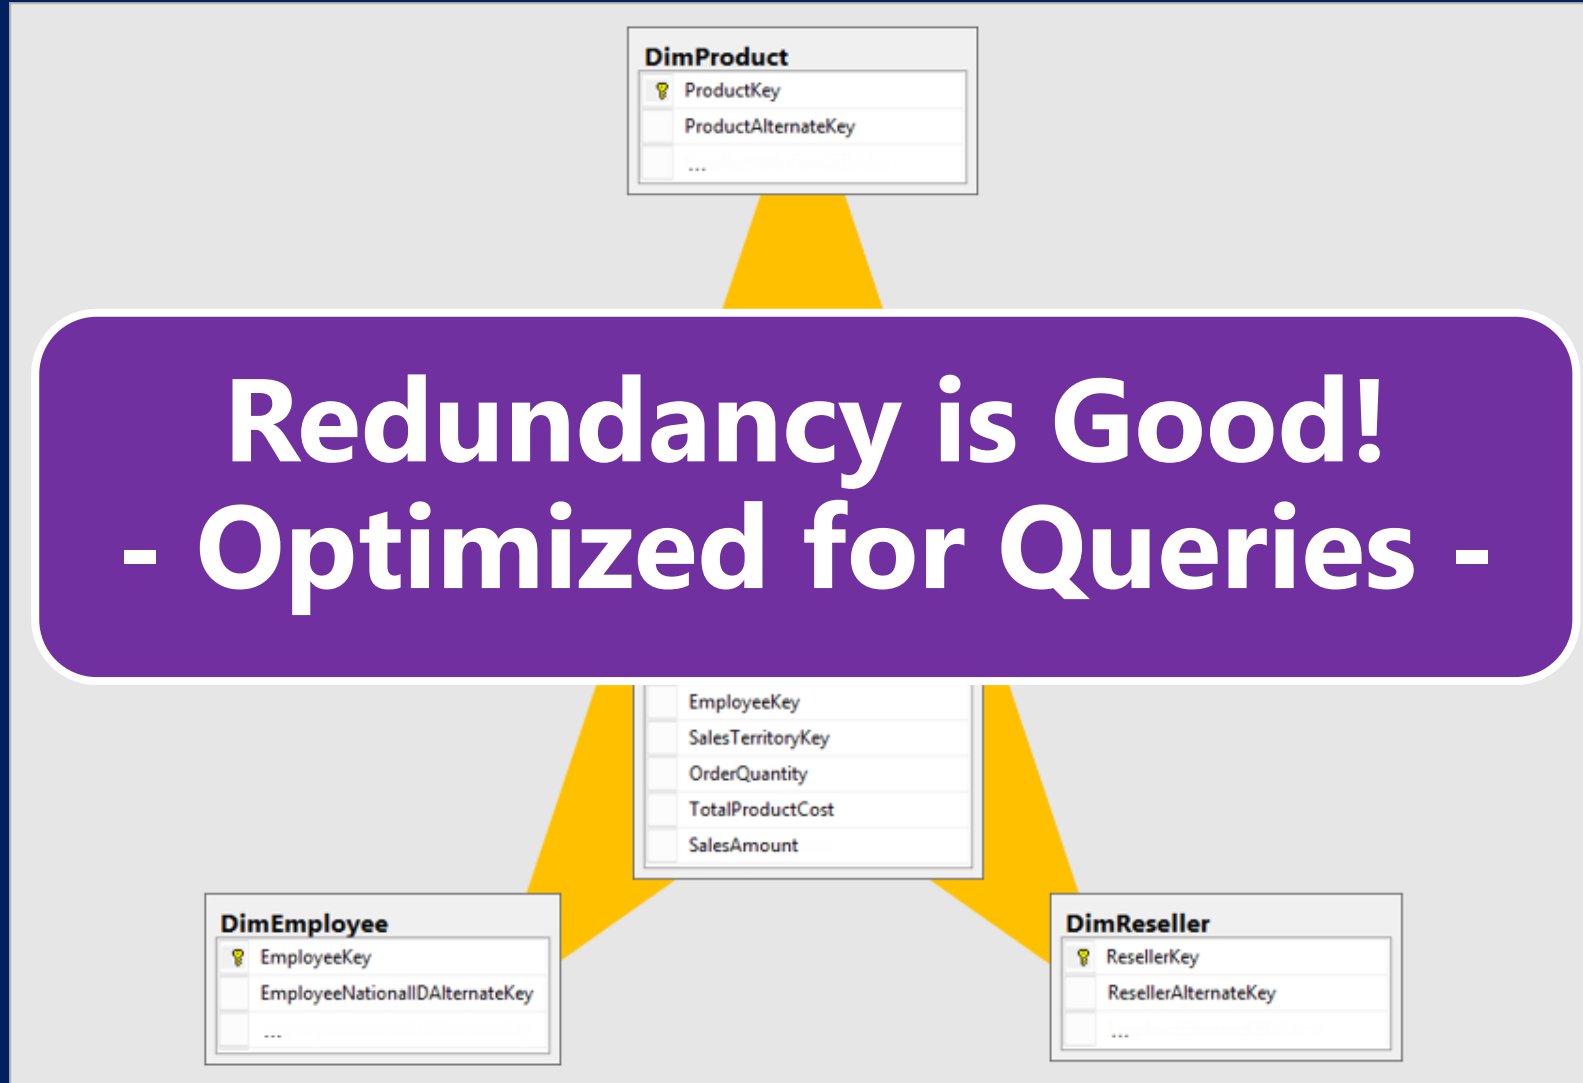 DimProduct
ProductKey
ProductAlternateKey
...
Redundancy is Good!
- Optimized for Queries -
EmployeeKey
SalesTerritoryKey
OrderQuantity
TotalProductCost
SalesAmount
DimEmployee
EmployeeKey
EmployeeNationalIDAlternateKey
...
DimReseller
ResellerKey
ResellerAlternateKey
...